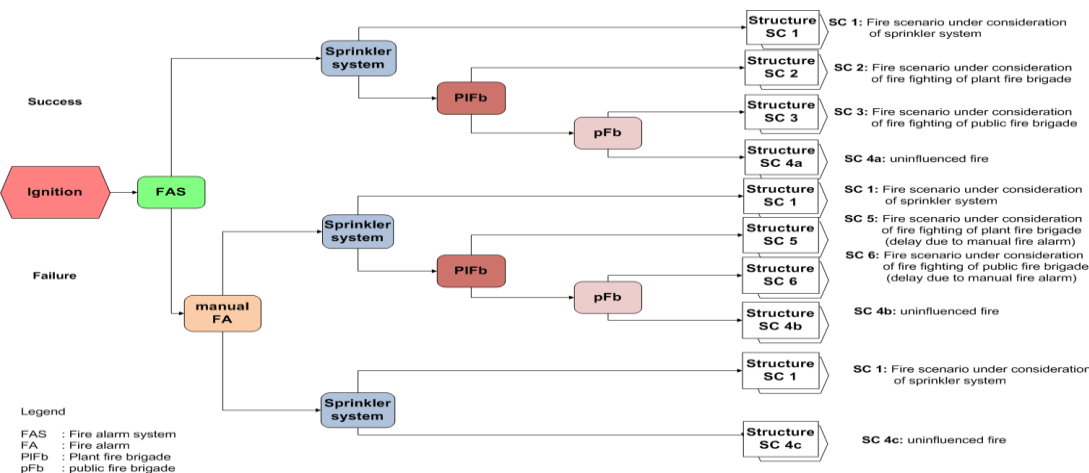 Structure
SC 1
SC 1: Fire scenario under consideration
of sprinkler system
Sprinkler
system
Structure
SC 2
SC 2: Fire scenario under consideration
of fire fighting of plant fire brigade
Success
PlFb
Structure
SC 3
SC 3: Fire scenario under consideration
of fire fighting of public fire brigade
pFb
Structure
SC 4a
SC 4a: uninfluenced fire
Ignition
FAS
Structure
SC 1
SC 1: Fire scenario under consideration
of sprinkler system
Sprinkler
system
Structure
SC 5
SC 5: Fire scenario under consideration
of fire fighting of plant fire brigade
(delay due to manual fire alarm)
Failure
PlFb
Structure
SC 6
SC 6: Fire scenario under consideration
of fire fighting of public fire brigade
(delay due to manual fire alarm)
pFb
manual
FA
Structure
SC 4b
SC 4b: uninfluenced fire
Structure
SC 1
SC 1: Fire scenario under consideration
of sprinkler system
Sprinkler
system
Structure
SC 4c
SC 4c: uninfluenced fire
Legend
FAS : Fire alarm system
FA : Fire alarm
PlFb : Plant fire brigade
pFb : public fire brigade